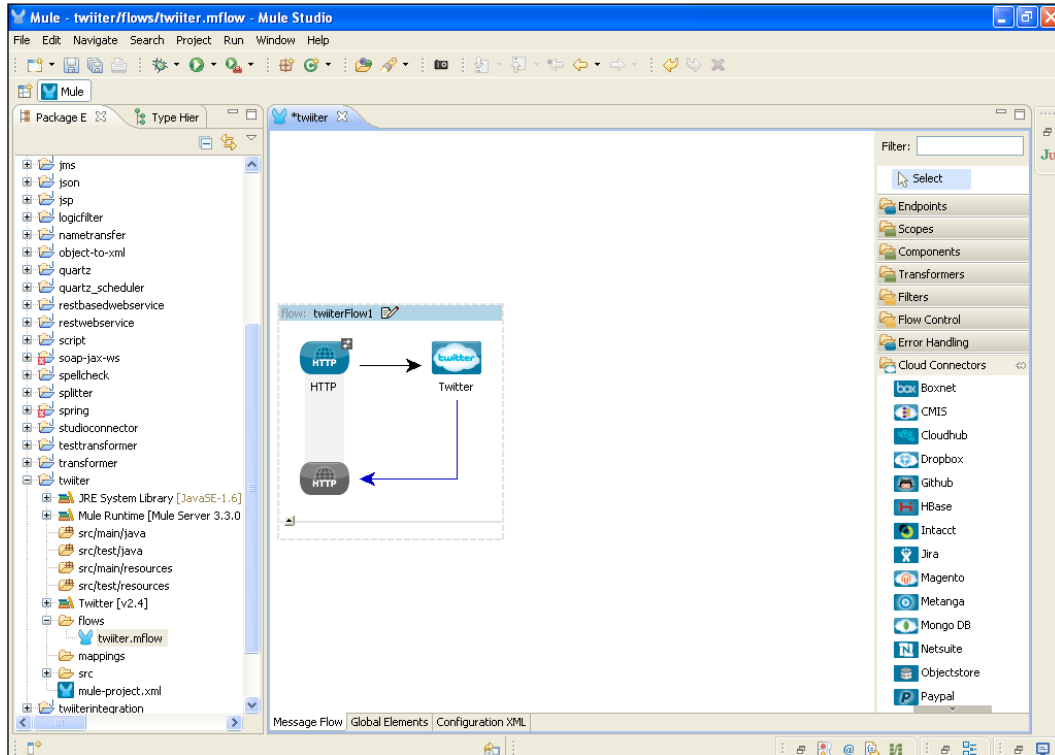 Mule - twiiter/flows/twiiter.mflow - Mule Studio
File Edit Navigate Search Project Run Window Help
Mule
Package E
Type Hier
*twiiter
jms
json
jsp
logicfilter
nametransfer
object-to-xml
quartz
quartz_scheduler
restbasedwebservice
restwebservice
script
soap-jax-ws
spellcheck
splitter
spring
studioconnector
testtransformer
transformer
twiiter
JRE System Library [JavaSE-1.6]
Mule Runtime [Mule Server 3.3.0
src/main/java
src/test/java
src/main/resources
src/test/resources
Twitter [v2.4]
flows
twiiter.mflow
mappings
src
mule-project.xml
twiiterintegration
flow: twiiterFlow1
HTTP
twitter
HTTP
Twitter
HTTP
Message Flow
Global Elements
Configuration XML
Filter:
Select
Endpoints
Scopes
Components
Transformers
Filters
Flow Control
Error Handling
Cloud Connectors
box Boxnet
CMIS
Cloudhub
Dropbox
Github
HBase
Intacct
Jira
Magento
Metanga
Mongo DB
Netsuite
Objectstore
Paypal
Ju